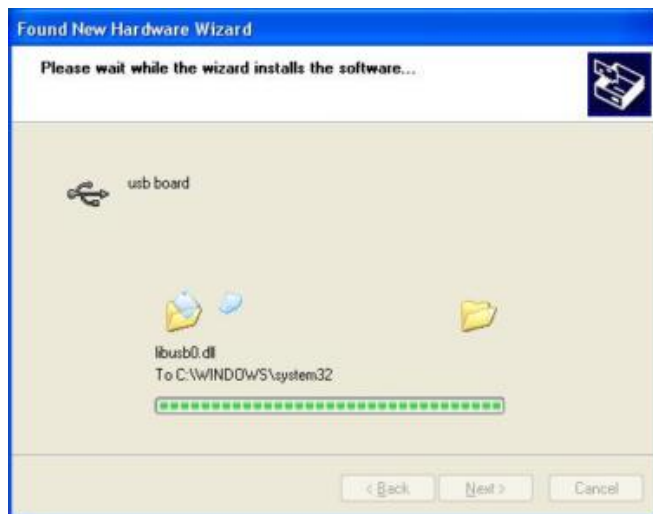 Found New Hardware Wizard
Please wait while the wizard installs the software...
usb board
libusb0.dll
To C:\WINDOWS\system32
< Back Next > Cancel